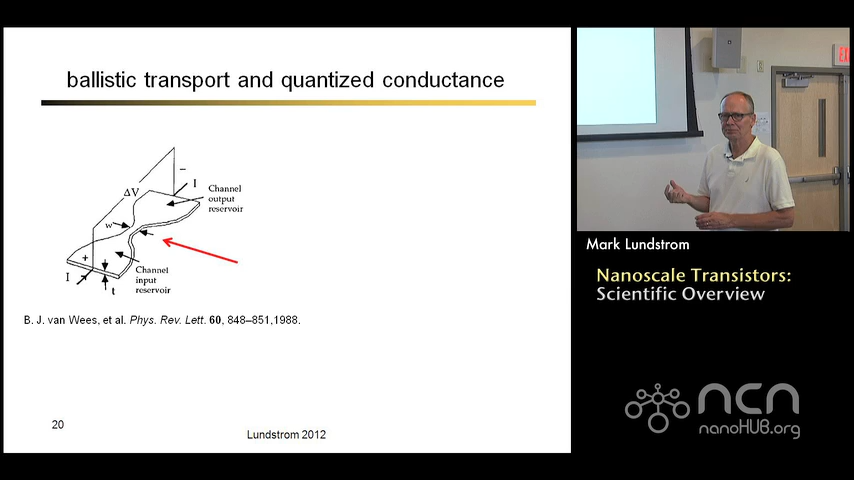 ballistic transport and quantized conductance
−
I
ΔV
Channel
output
reservoir
w
+
Channel
input
reservoir
I
t
B. J. van Wees, et al. Phys. Rev. Lett. 60, 848–851,1988.
20
Lundstrom 2012
EXI
Mark Lundstrom
Nanoscale Transistors:
Scientific Overview
ncn
nanoHUB.org